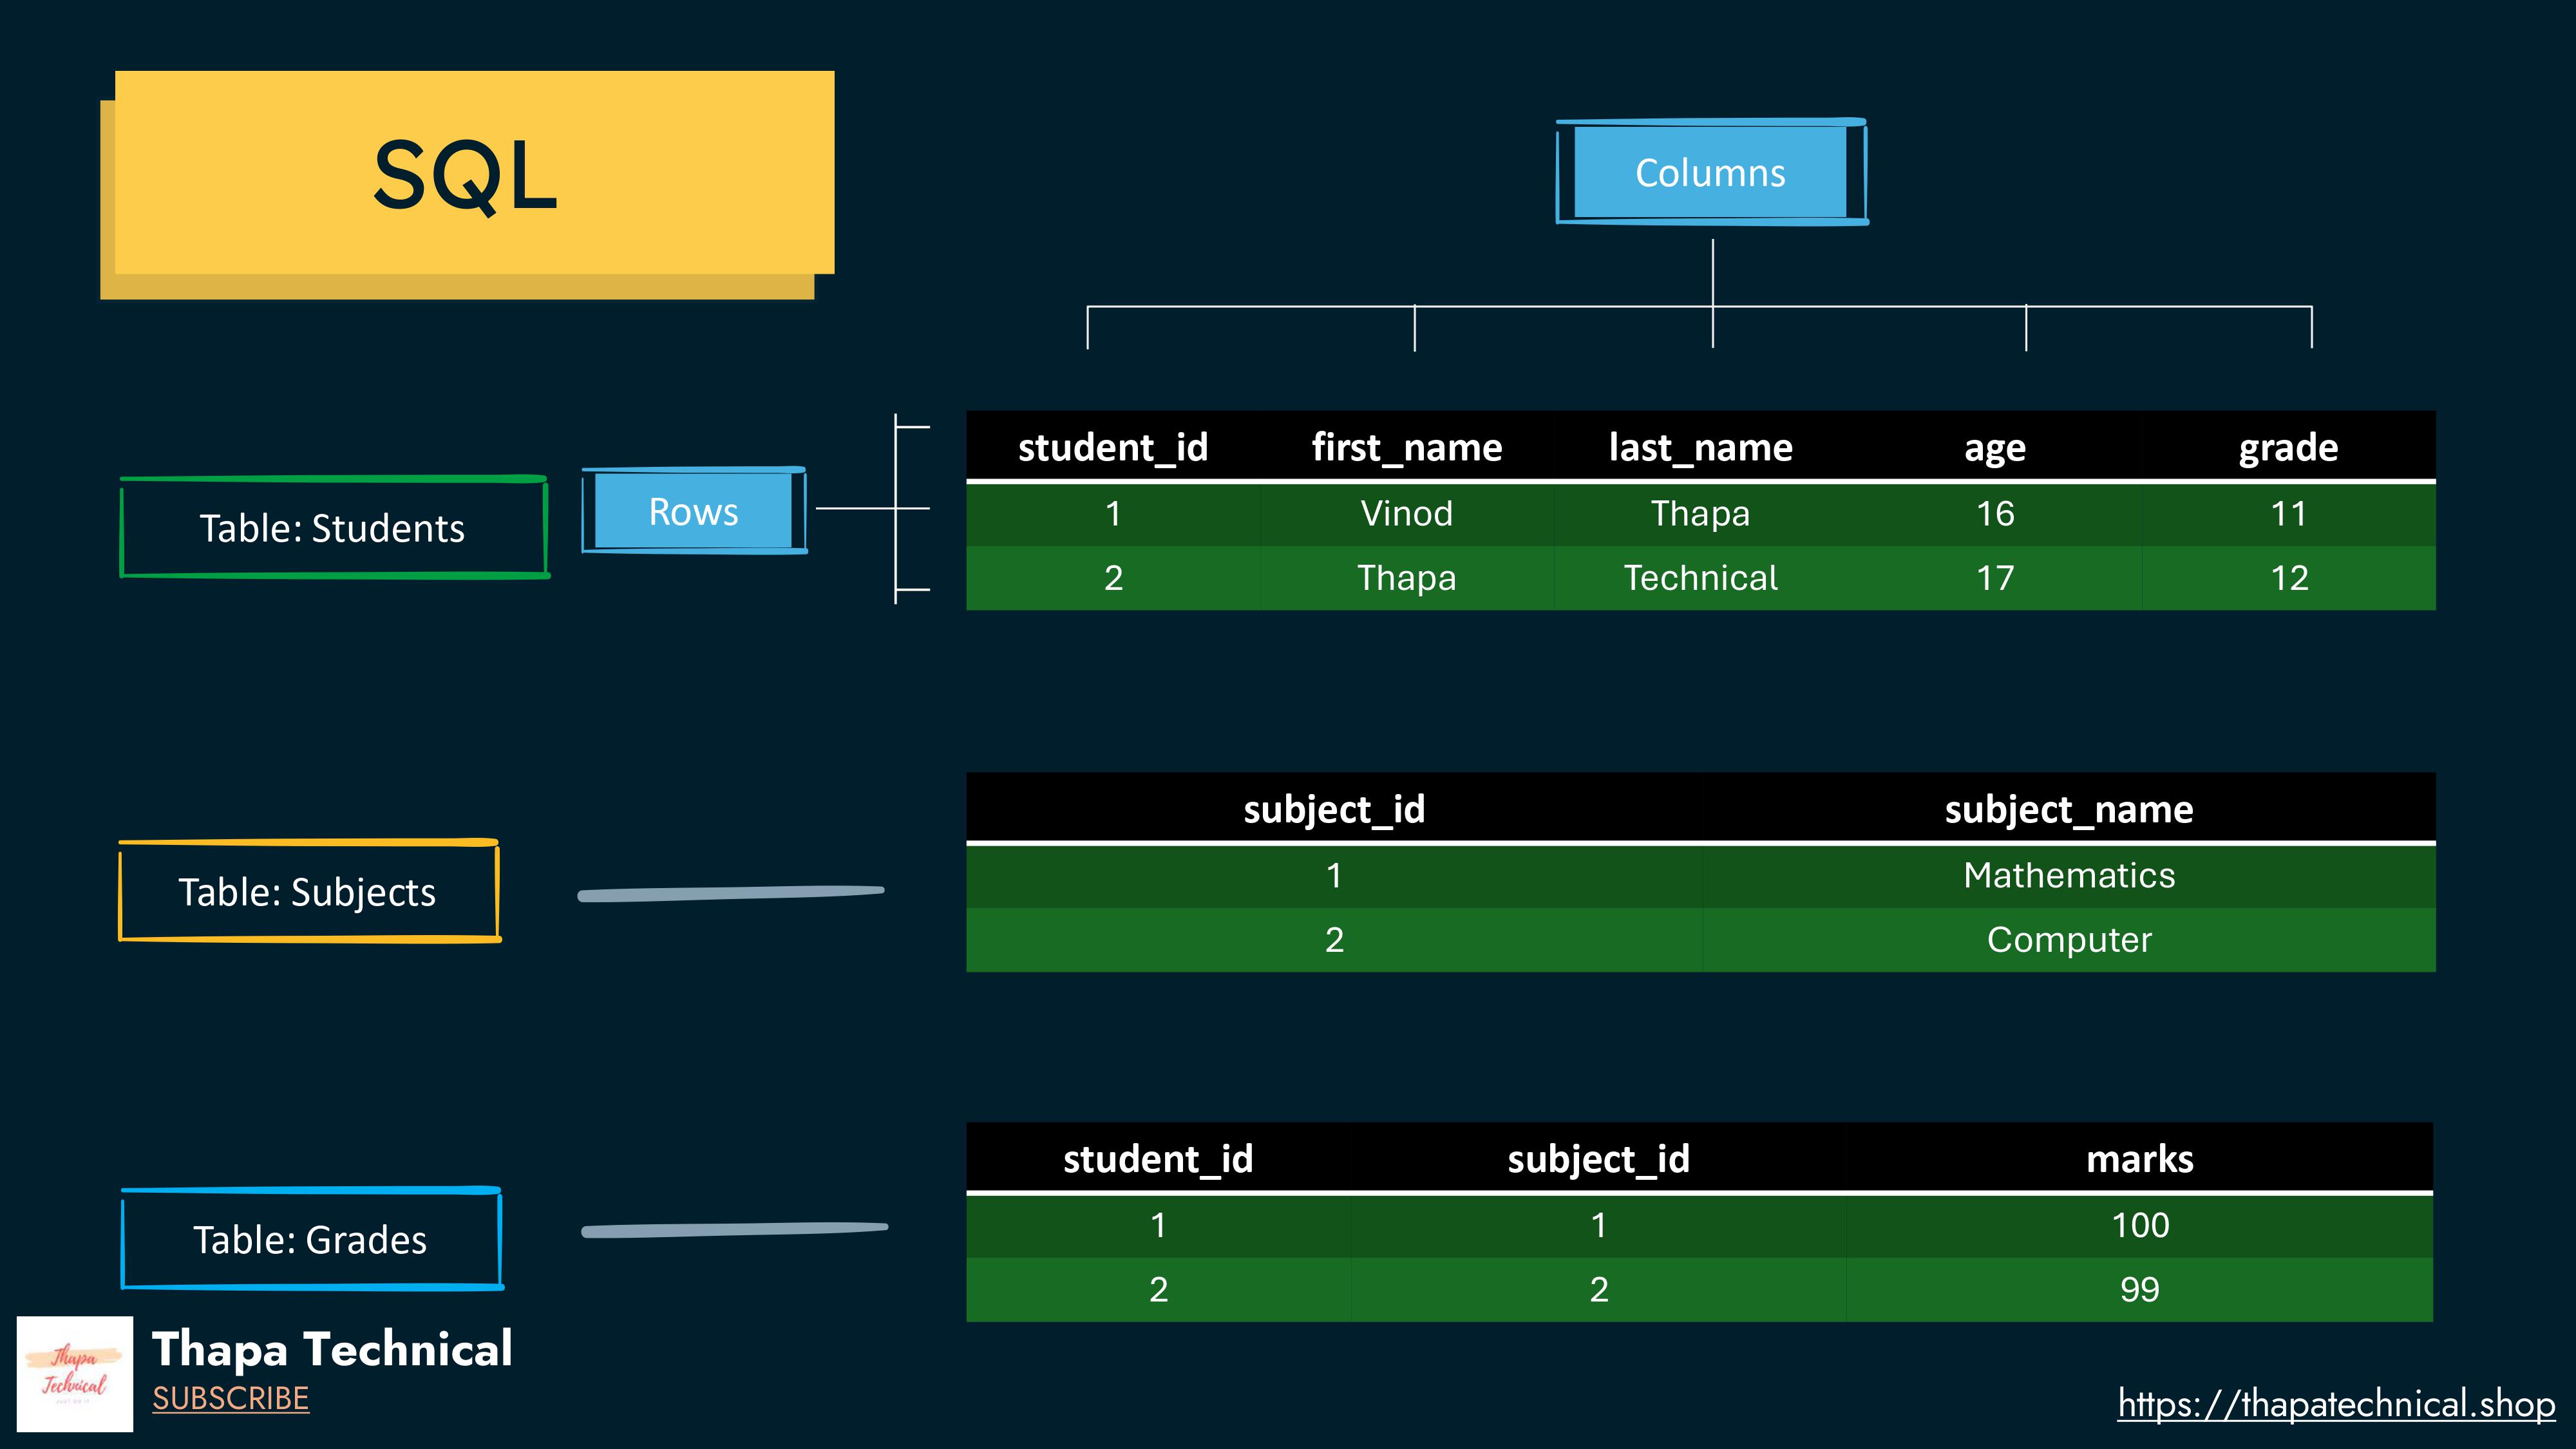 SQL
Columns
Table: Students
Rows
student_id first_name last_name age grade
1 Vinod Thapa 16 11
2 Thapa Technical 17 12
Table: Subjects
subject_id subject_name
1 Mathematics
2 Computer
Table: Grades
student_id subject_id marks
1 1 100
2 2 99
Thapa
Technical
Thapa Technical
SUBSCRIBE
https://thapatechnical.shop